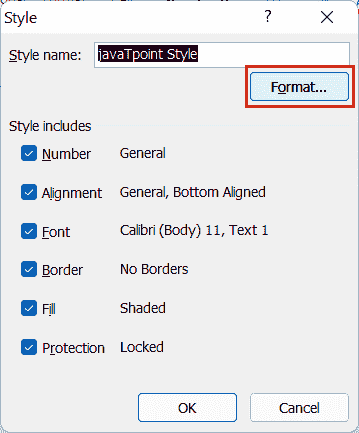 Style
?
Style name: javaTpoint Style
Format...
Style includes
Number General
Alignment General, Bottom Aligned
Font Calibri (Body) 11, Text 1
Border No Borders
Fill Shaded
Protection Locked
OK Cancel